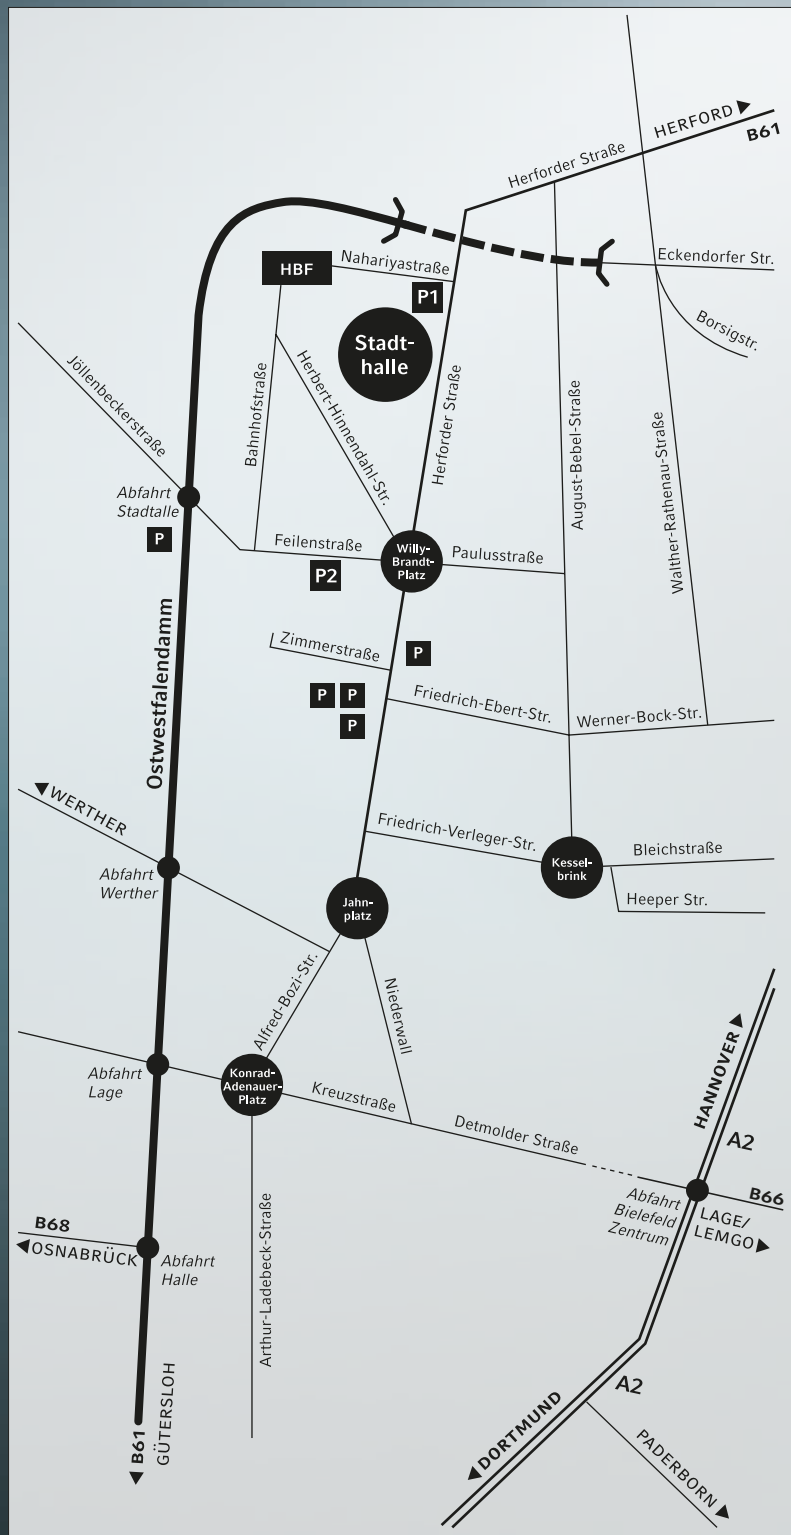 HERFORD
B61
Herforder Straße
Eckendorfer Str.
Nahariyastraße
HBF
P1
Borsigstr.
Stadt-
halle
Jöllenbeckerstraße
Bahnhofstraße
Herbert-Hinnendahl-Str.
Herforder Straße
August-Bebel-Straße
Walther-Rathenau-Straße
Abfahrt
Stadtalle
P
Feilenstraße
Willy-
Brandt-
Platz
Paulusstraße
P2
Ostwestfalendamm
Zimmerstraße
P
P
P
P
Friedrich-Ebert-Str.
Werner-Bock-Str.
WERTHER
Friedrich-Verleger-Str.
Kessel-
brink
Bleichstraße
Abfahrt
Werther
Heeper Str.
Jahn-
platz
Alfred-Bozi-Str.
Niederwall
Abfahrt
Lage
Konrad-
Adenauer-
Platz
Kreuzstraße
Detmolder Straße
HANNOVER
A2
Abfahrt
Bielefeld
Zentrum
B66
LAGE/
LEMGO
B68
OSNABRÜCK
Abfahrt
Halle
Arthur-Ladebeck-Straße
B61
GÜTERSLOH
A2
DORTMUND
PADERBORN